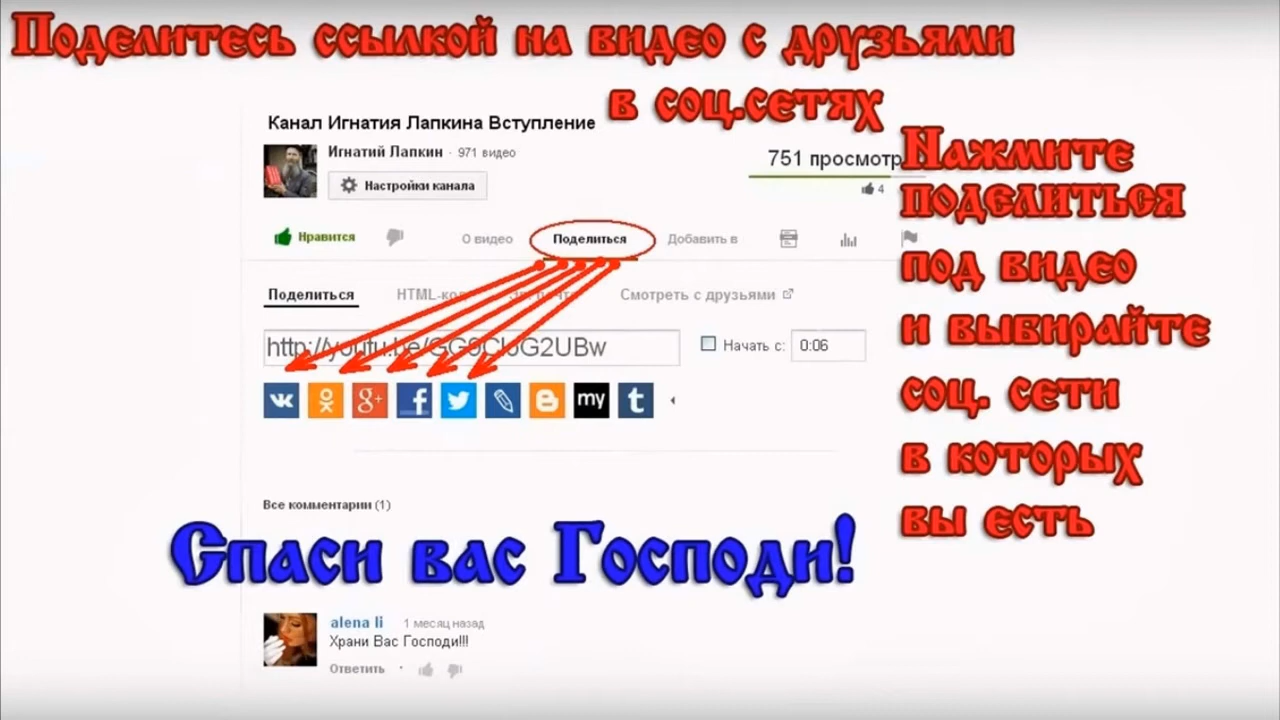 Поделитесь ссылкой на видео с друзьями
в соц.сетях
Канал Игнатия Лапкина Вступление
Игнатий Лапкин · 971 видео
Настройки канала
751 просмотр
4
Нажмите
поделиться
под видео
и выбирайте
соц. сети
в которых
вы есть
Нравится
О видео
Поделиться
Добавить в
Поделиться
Смотреть с друзьями
Начать с:
0:06
g+
f
B
my
t
Все комментарии (1)
Спаси вас Господи!
alena li 1 месяц назад
Храни Вас Господи!!!
Ответить